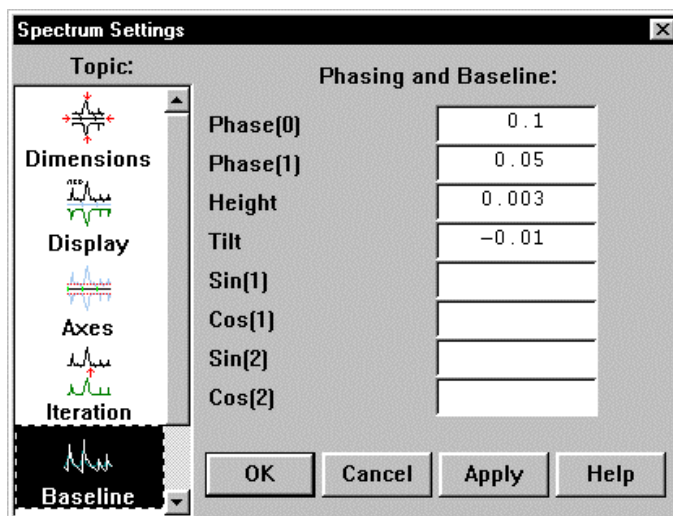 Spectrum Settings
Topic:
Dimensions
Display
Axes
Iteration
Baseline
Phasing and Baseline:
Phase(0) 0.1
Phase(1) 0.05
Height 0.003
Tilt -0.01
Sin(1)
Cos(1)
Sin(2)
Cos(2)
OK Cancel Apply Help